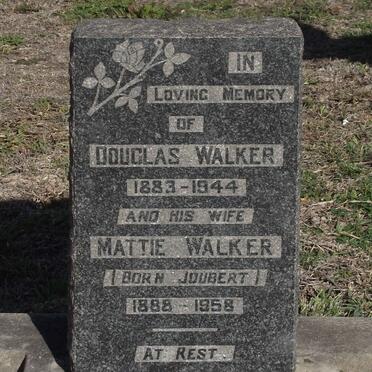 IN
LOVING MEMORY
OF
DOUGLAS WALKER
1883-1944
AND HIS WIFE
MATTIE WALKER
(BORN JOUBERT)
1888-1958
AT REST.